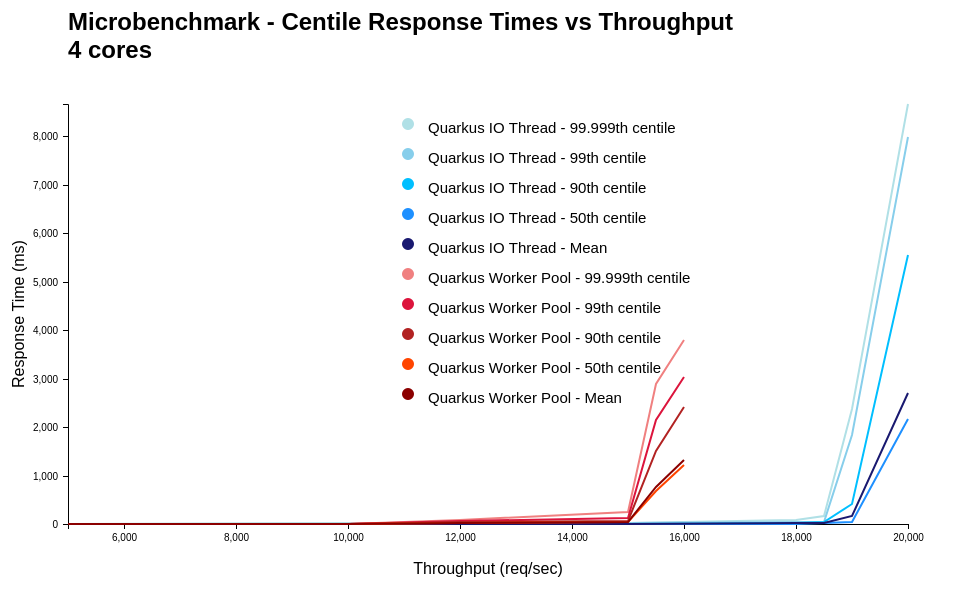 Microbenchmark - Centile Response Times vs Throughput
4 cores
Quarkus IO Thread - 99.999th centile
Quarkus IO Thread - 99th centile
Quarkus IO Thread - 90th centile
Quarkus IO Thread - 50th centile
Quarkus IO Thread - Mean
Quarkus Worker Pool - 99.999th centile
Quarkus Worker Pool - 99th centile
Quarkus Worker Pool - 90th centile
Quarkus Worker Pool - 50th centile
Quarkus Worker Pool - Mean
Response Time (ms)
8,000
7,000
6,000
5,000
4,000
3,000
2,000
1,000
0
6,000 8,000 10,000 12,000 14,000 16,000 18,000 20,000
Throughput (req/sec)